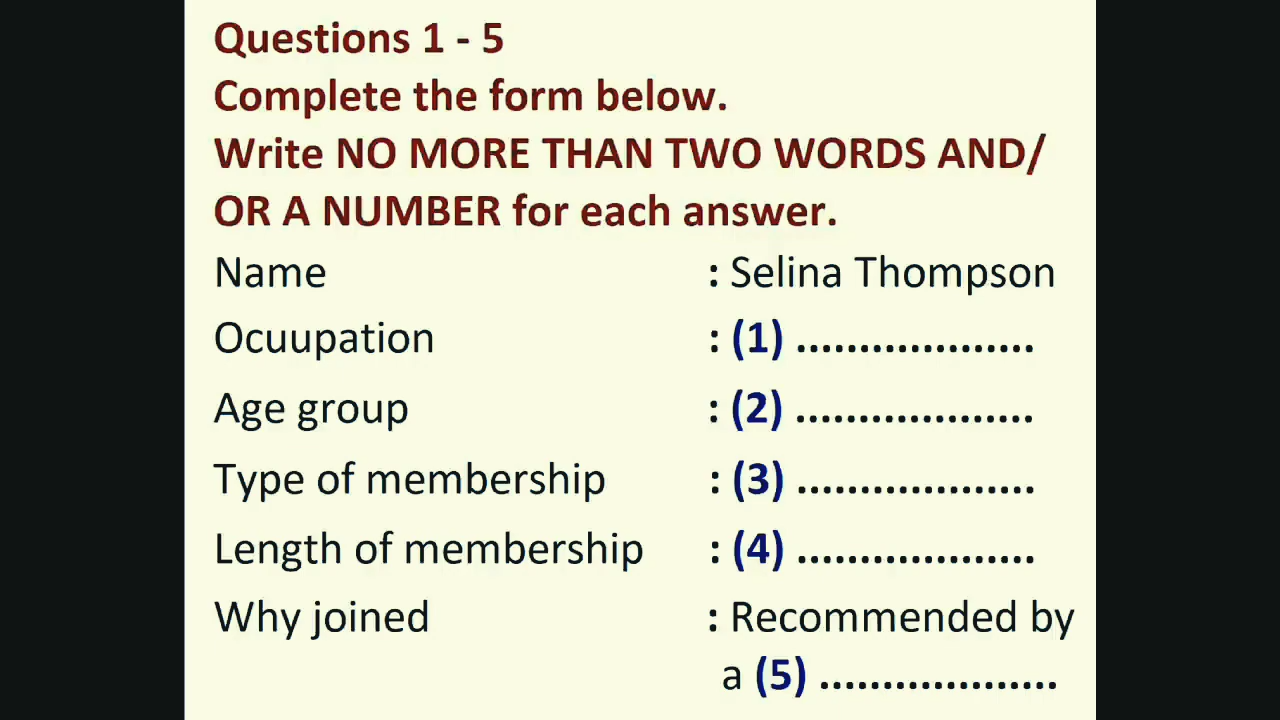 Questions 1 - 5
Complete the form below.
Write NO MORE THAN TWO WORDS AND/
OR A NUMBER for each answer.
Name : Selina Thompson
Ocuupation : (1) ...................
Age group : (2) ...................
Type of membership : (3) ...................
Length of membership : (4) ...................
Why joined : Recommended by
a (5) ...................